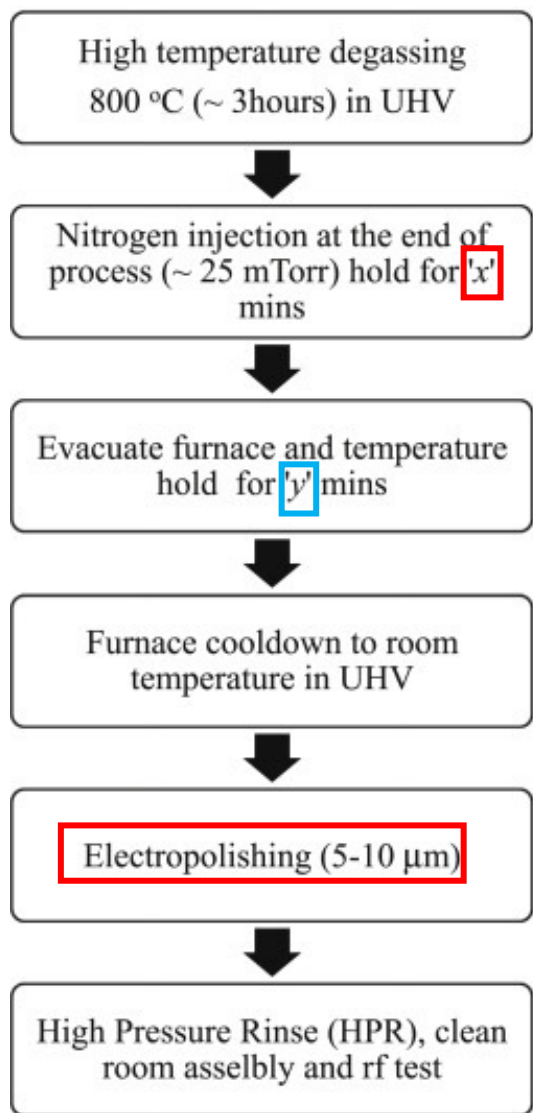 High temperature degassing
800 °C (~ 3hours) in UHV
Nitrogen injection at the end of
process (~ 25 mTorr) hold for 'x'
mins
Evacuate furnace and temperature
hold for 'y' mins
Furnace cooldown to room
temperature in UHV
Electropolishing (5-10 μm)
High Pressure Rinse (HPR), clean
room asselbly and rf test